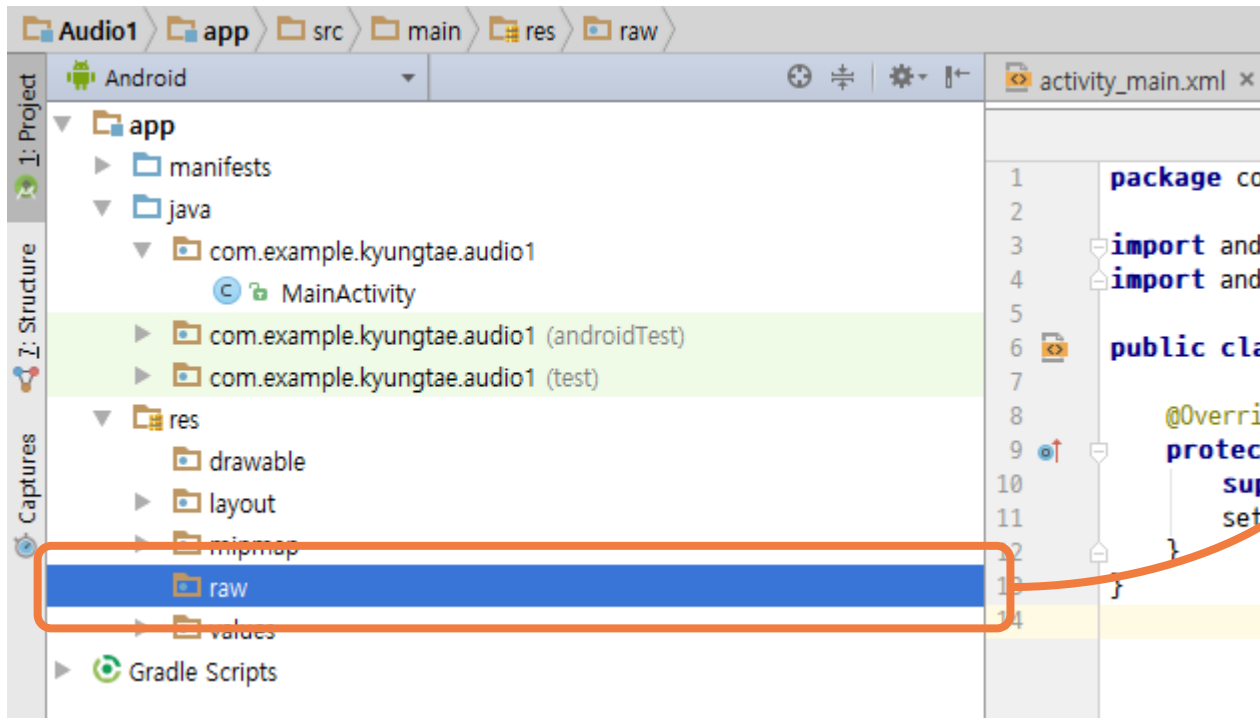 Audio1 app src main res raw
Android
activity_main.xml ×
1: Project
7: Structure
Captures
app
manifests
java
com.example.kyungtae.audio1
MainActivity
com.example.kyungtae.audio1 (androidTest)
com.example.kyungtae.audio1 (test)
res
drawable
layout
mipmap
raw
values
Gradle Scripts
1 package co
2
3 import and
4 import and
5
6 public cla
7
8 @Overri
9 protec
10 sup
11 set
12 }
13 }
14